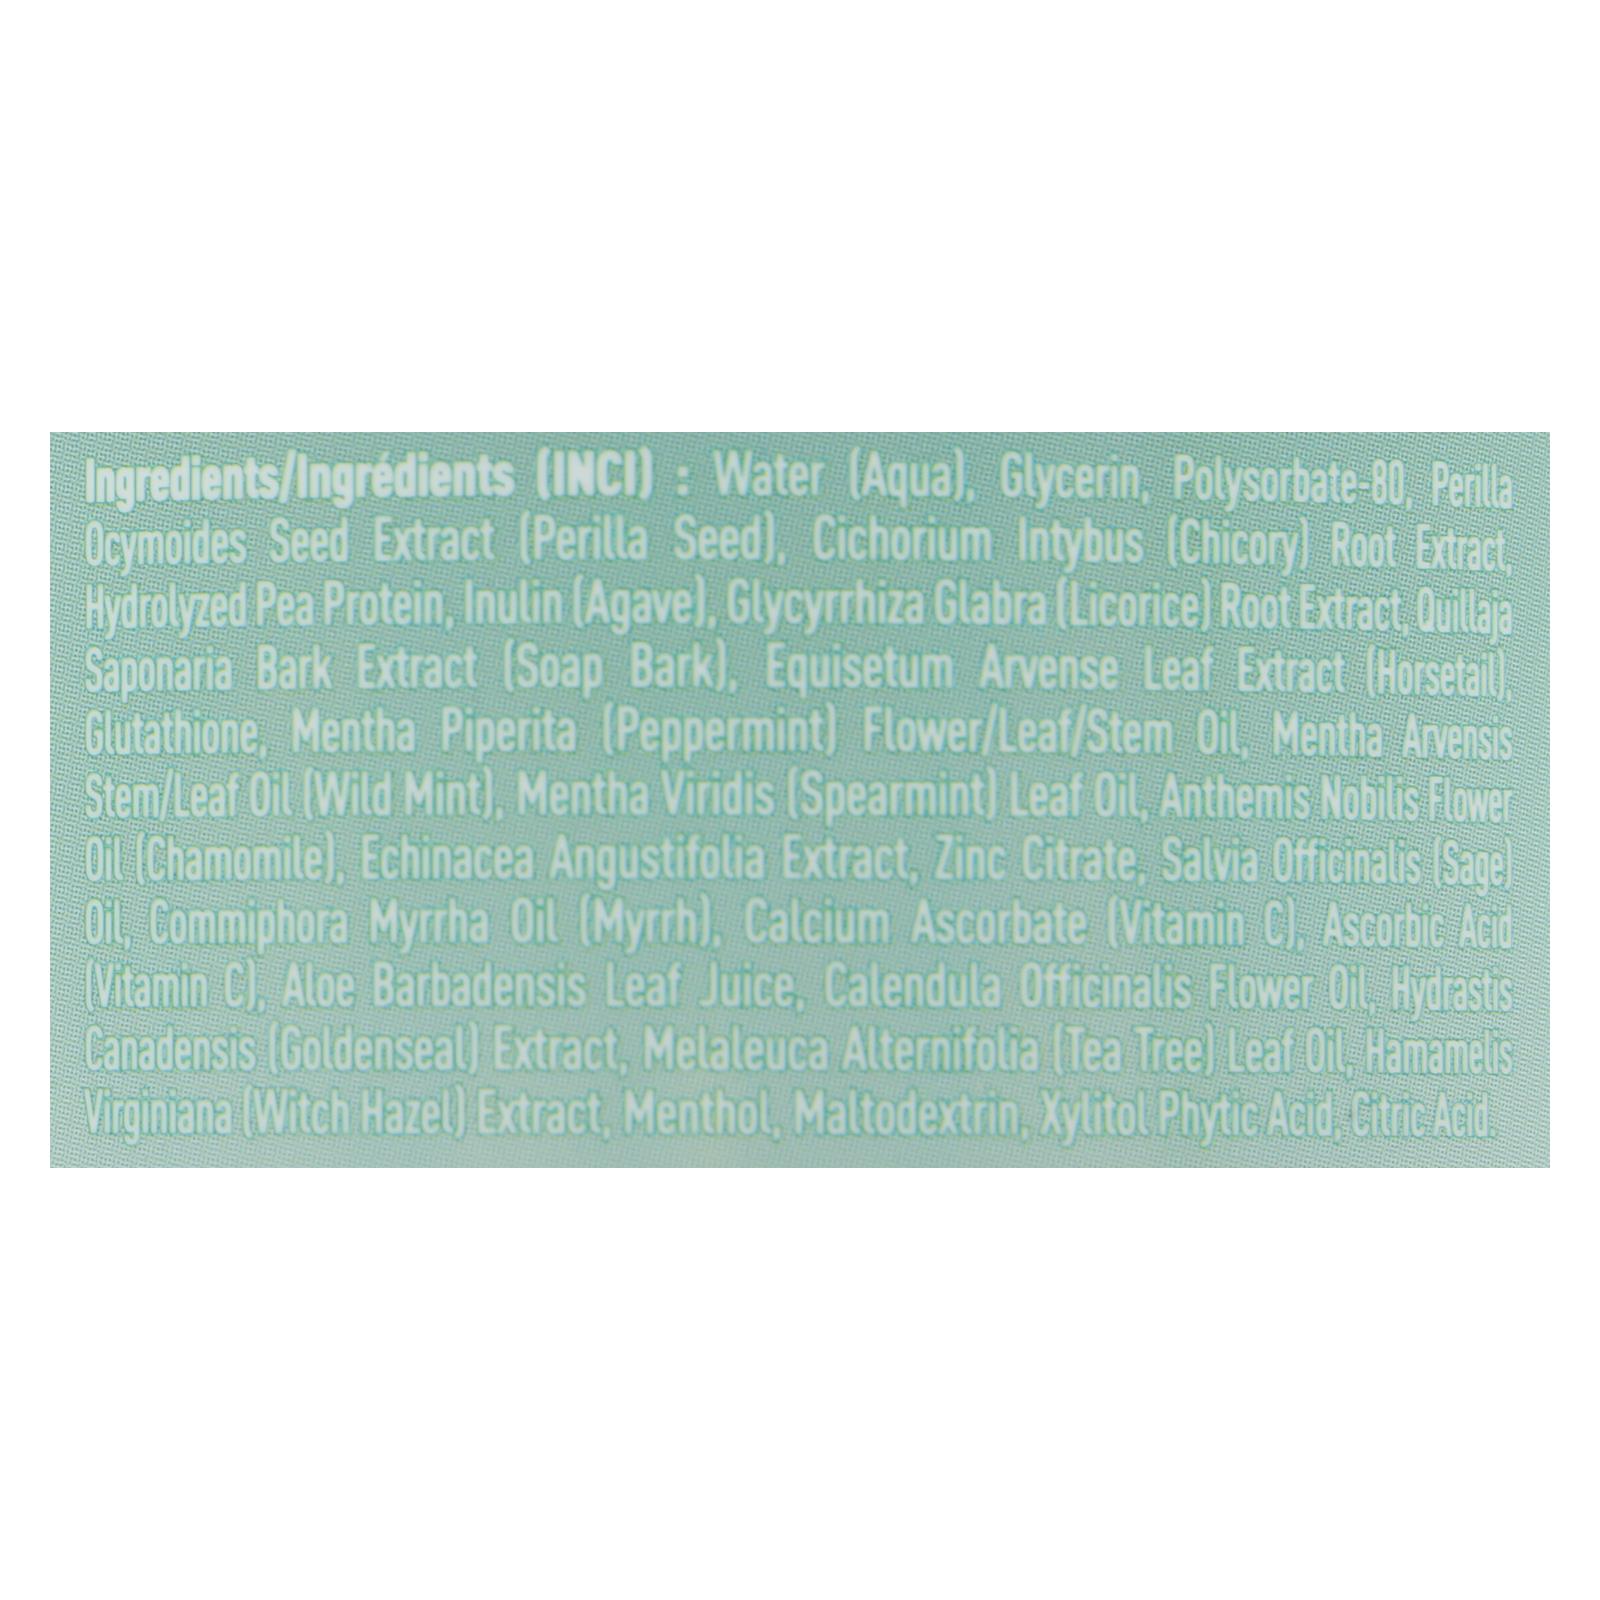 Ingredients/Ingrédients (INCI) : Water (Aqua), Glycerin, Polysorbate-80, Perilla
Ocymoides Seed Extract (Perilla Seed), Cichorium Intybus (Chicory) Root Extract,
Hydrolyzed Pea Protein, Inulin (Agave), Glycyrrhiza Glabra (Licorice) Root Extract, Quillaja
Saponaria Bark Extract (Soap Bark), Equisetum Arvense Leaf Extract (Horsetail),
Glutathione, Mentha Piperita (Peppermint) Flower/Leaf/Stem Oil, Mentha Arvensis
Stem/Leaf Oil (Wild Mint), Mentha Viridis (Spearmint) Leaf Oil, Anthemis Nobilis Flower
Oil (Chamomile), Echinacea Angustifolia Extract, Zinc Citrate, Salvia Officinalis (Sage)
Oil, Commiphora Myrrha Oil (Myrrh), Calcium Ascorbate (Vitamin C), Ascorbic Acid
(Vitamin C), Aloe Barbadensis Leaf Juice, Calendula Officinalis Flower Oil, Hydrastis
Canadensis (Goldenseal) Extract, Melaleuca Alternifolia (Tea Tree) Leaf Oil, Hamamelis
Virginiana (Witch Hazel) Extract, Menthol, Maltodextrin, Xylitol Phytic Acid, Citric Acid.